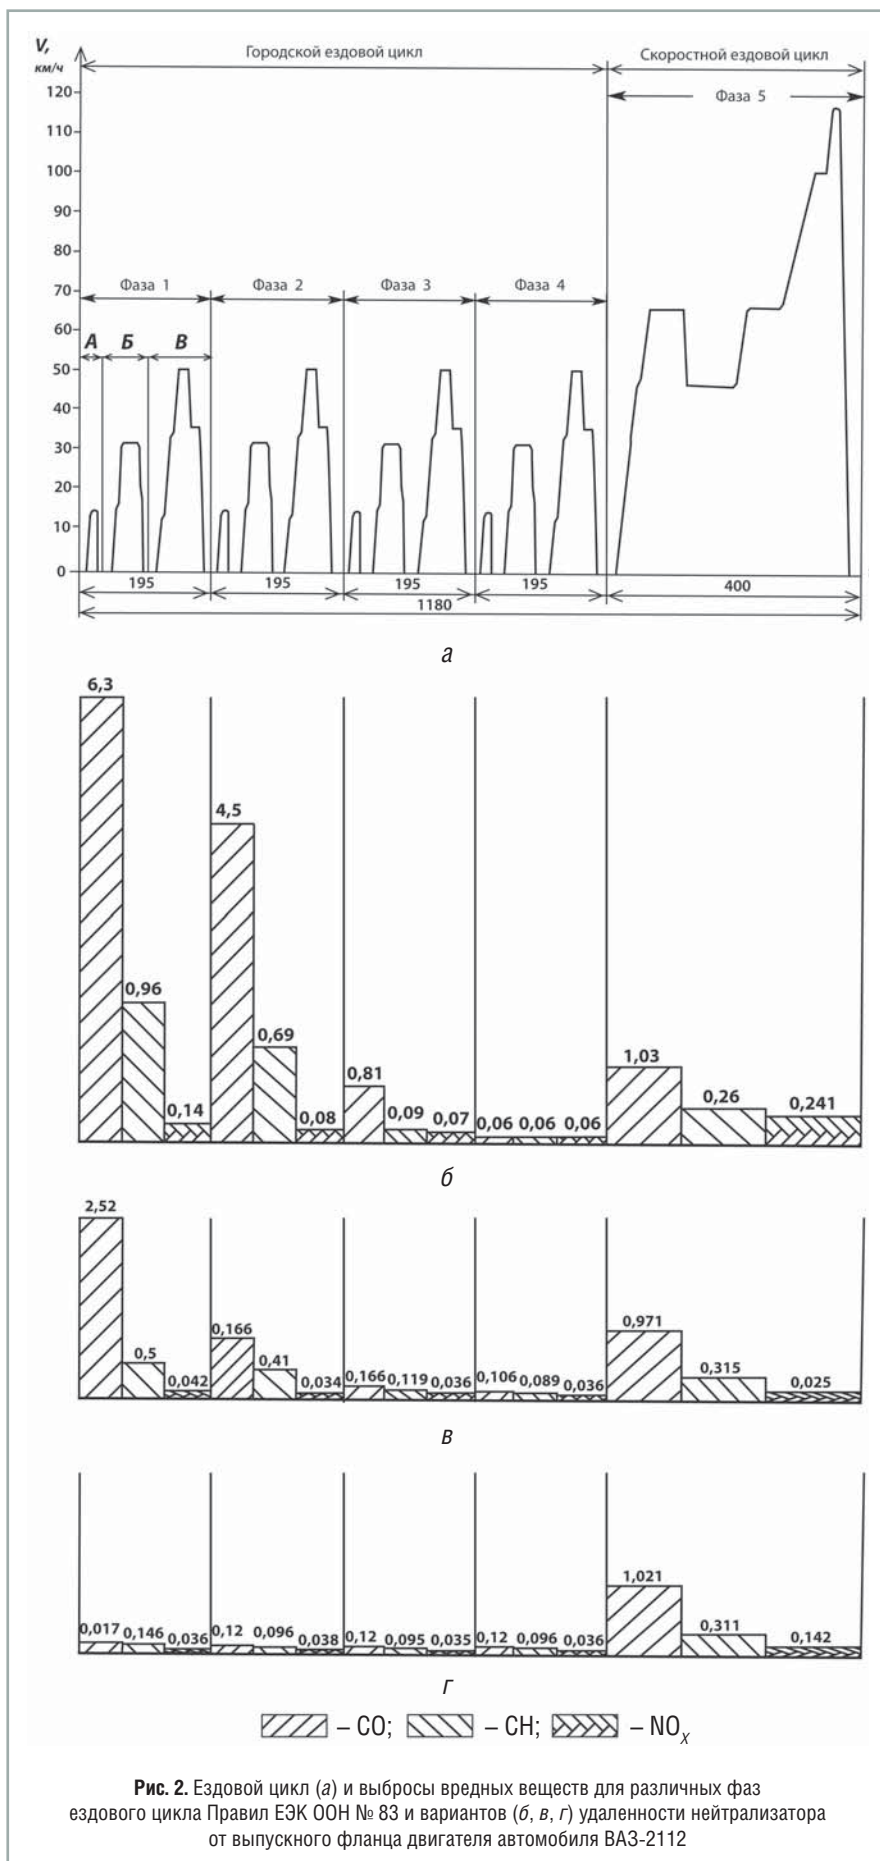 V,
км/ч
Городской ездовой цикл
Скоростной ездовой цикл
Фаза 5
120
110
100
90
80
70
60
50
40
30
20
10
0
Фаза 1
Фаза 2
Фаза 3
Фаза 4
А Б В
195 195 195 195 400
1180
а
6,3
4,5
0,96
0,69
0,81
1,03
0,14
0,08
0,09
0,07
0,06 0,06 0,06
0,26
0,241
б
2,52
0,166
0,971
0,5
0,41
0,315
0,042
0,034
0,166 0,119 0,036
0,106 0,089 0,036
0,025
в
1,021
0,017 0,146 0,036
0,12 0,096 0,038
0,12 0,095 0,035
0,12 0,096 0,036
0,311
0,142
г
– CO; – CH; – NOX
Рис. 2. Ездовой цикл (а) и выбросы вредных веществ для различных фаз
ездового цикла Правил ЕЭК ООН № 83 и вариантов (б, в, г) удаленности нейтрализатора
от выпускного фланца двигателя автомобиля ВАЗ-2112